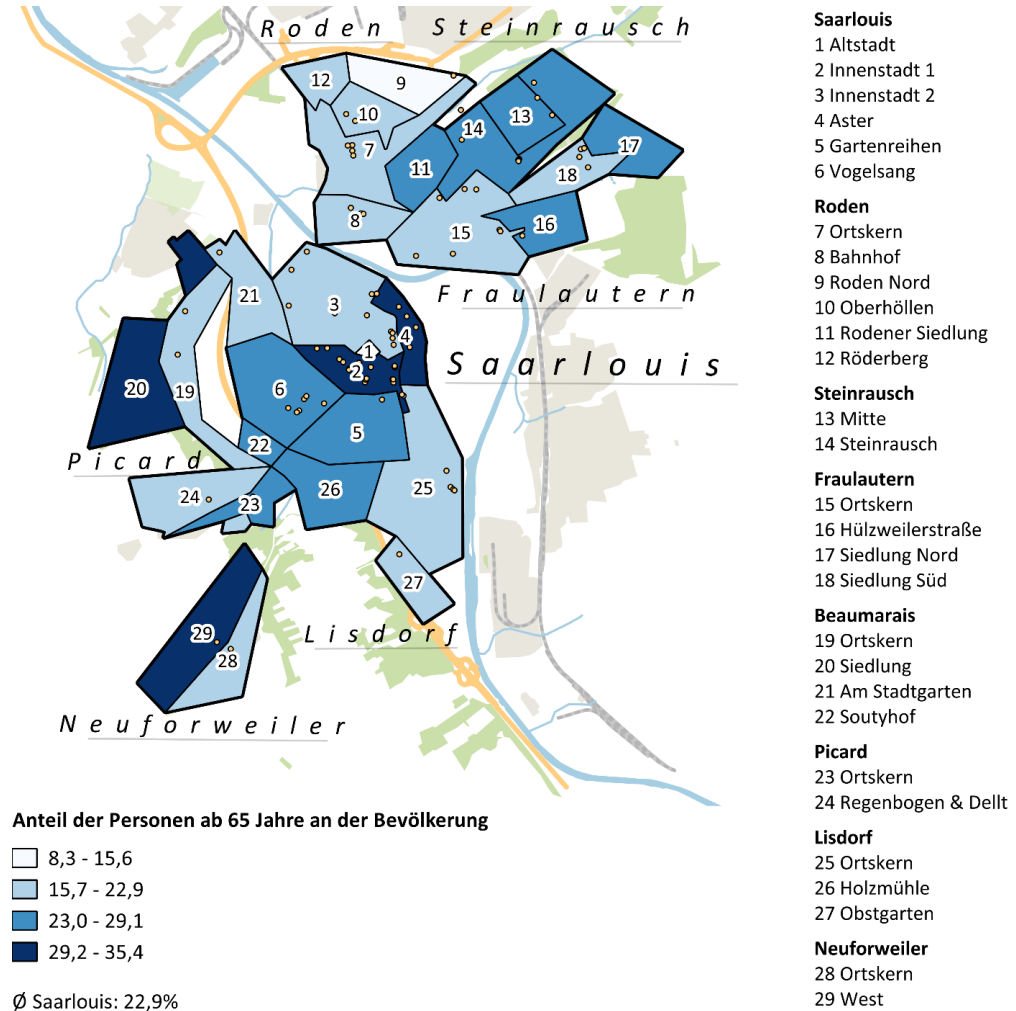 Roden Steinrausch
12
9
10
13
14
7
17
11
18
8
16
15
21
3
Fraulautern
4
1
Saarlouis
2
20
19
6
5
22
Picard
24
26
25
23
27
29
Lisdorf
28
Neuforweiler
Saarlouis
1 Altstadt
2 Innenstadt 1
3 Innenstadt 2
4 Aster
5 Gartenreihen
6 Vogelsang
Roden
7 Ortskern
8 Bahnhof
9 Roden Nord
10 Oberhöllen
11 Rodener Siedlung
12 Röderberg
Steinrausch
13 Mitte
14 Steinrausch
Fraulautern
15 Ortskern
16 Hülzweilerstraße
17 Siedlung Nord
18 Siedlung Süd
Beaumarais
19 Ortskern
20 Siedlung
21 Am Stadtgarten
22 Soutyhof
Picard
23 Ortskern
24 Regenbogen & Dellt
Lisdorf
25 Ortskern
26 Holzmühle
27 Obstgarten
Neuforweiler
28 Ortskern
29 West
Anteil der Personen ab 65 Jahre an der Bevölkerung
8,3 - 15,6
15,7 - 22,9
23,0 - 29,1
29,2 - 35,4
Ø Saarlouis: 22,9%